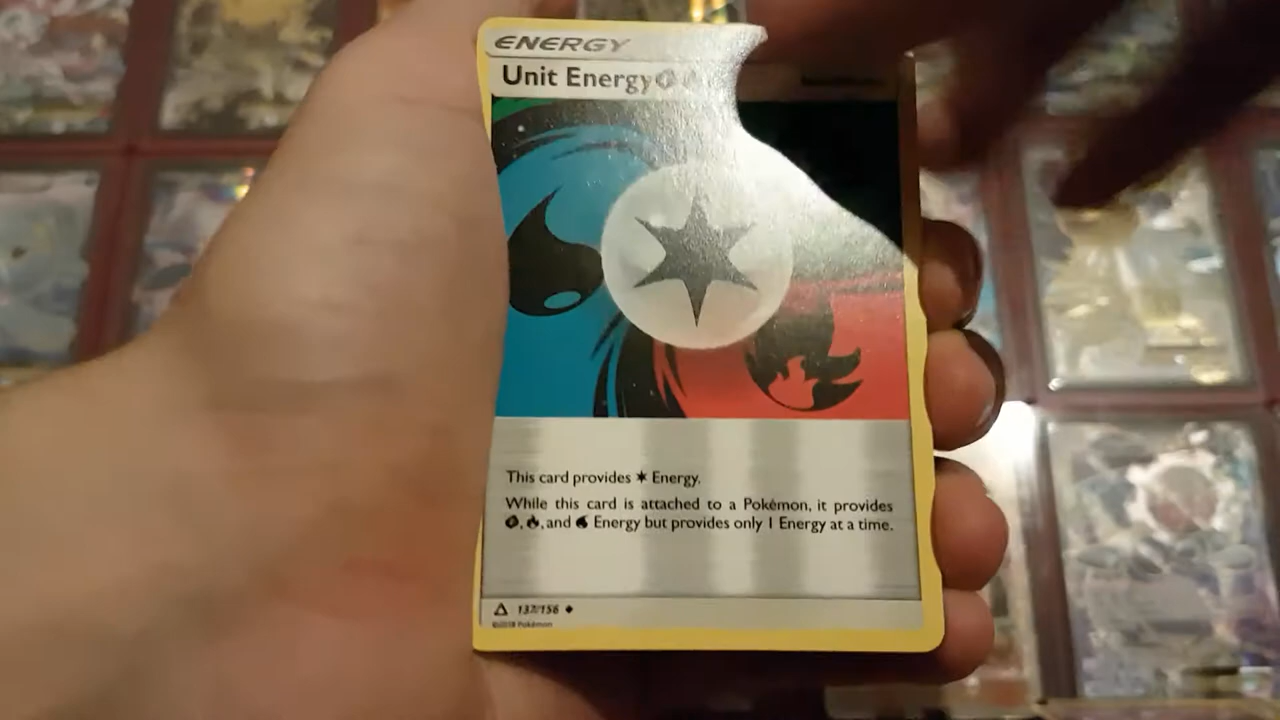 ENERGY
Unit Energy
This card provides Energy.
While this card is attached to a Pokémon, it provides
, , and Energy but provides only 1 Energy at a time.
137/156
©2018 Pokémon